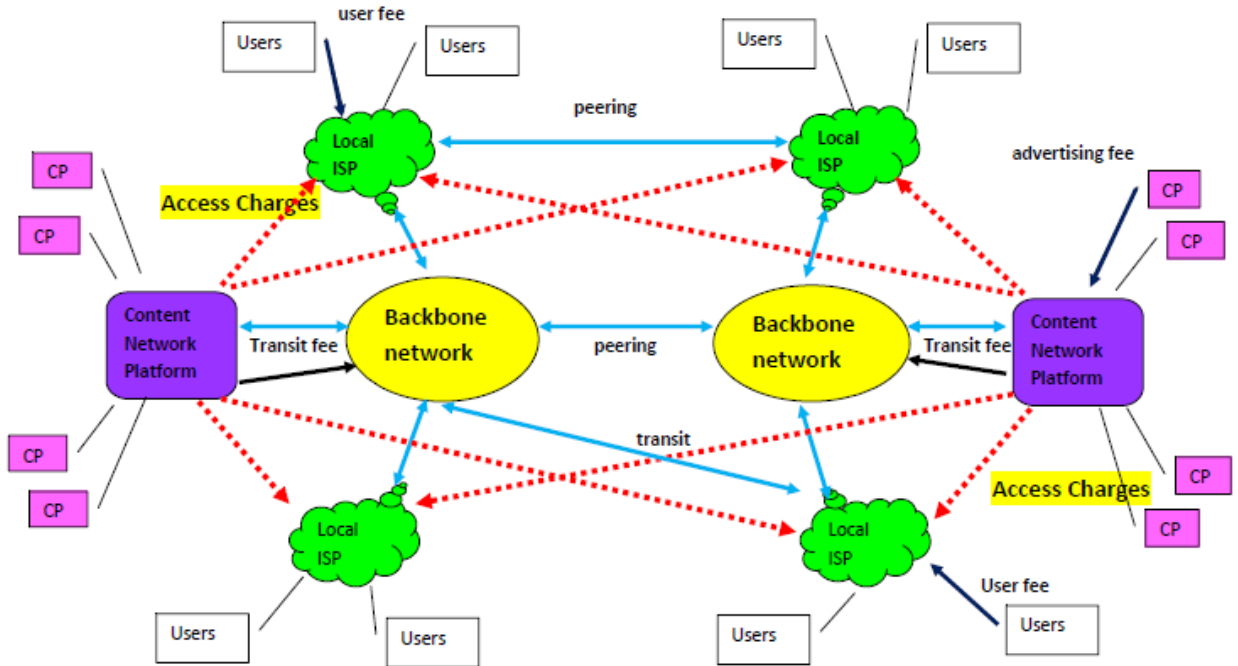 user fee
Users
Users
Users
Users
peering
Local
ISP
Local
ISP
advertising fee
CP
CP
Access Charges
CP
CP
Content
Network
Platform
Transit fee
Backbone
network
peering
Backbone
network
Transit fee
Content
Network
Platform
transit
CP
CP
Access Charges
CP
CP
Local
ISP
Local
ISP
User fee
Users
Users
Users
Users